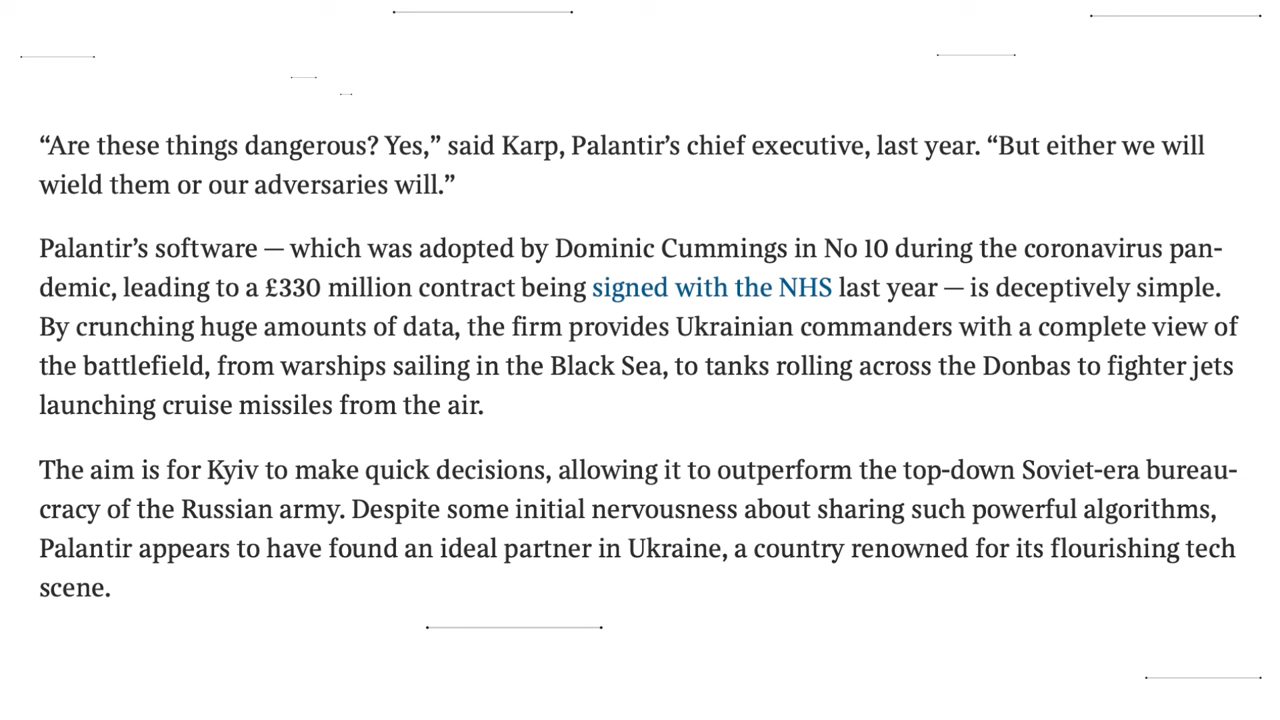 “Are these things dangerous? Yes,” said Karp, Palantir’s chief executive, last year. “But either we will
wield them or our adversaries will.”
Palantir’s software — which was adopted by Dominic Cummings in No 10 during the coronavirus pan-
demic, leading to a £330 million contract being signed with the NHS last year — is deceptively simple.
By crunching huge amounts of data, the firm provides Ukrainian commanders with a complete view of
the battlefield, from warships sailing in the Black Sea, to tanks rolling across the Donbas to fighter jets
launching cruise missiles from the air.
The aim is for Kyiv to make quick decisions, allowing it to outperform the top-down Soviet-era bureau-
cracy of the Russian army. Despite some initial nervousness about sharing such powerful algorithms,
Palantir appears to have found an ideal partner in Ukraine, a country renowned for its flourishing tech
scene.